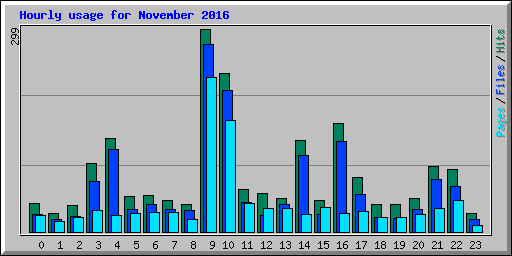 Hourly usage for November 2016
299
Pages/Files/Hits
0 1 2 3 4 5 6 7 8 9 10 11 12 13 14 15 16 17 18 19 20 21 22 23